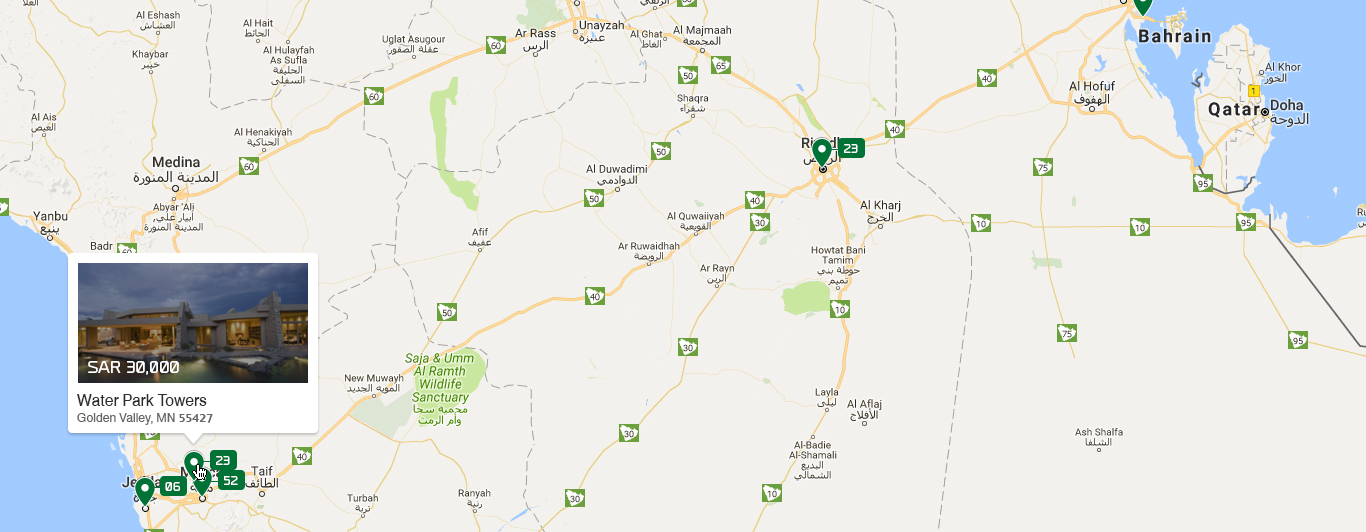 Al Eshash
العشاش
Al Hait
الحائط
Uglat Asugour
عقلة الصقور
Ar Rass
الرس
Unayzah
عنيزة
Al Ghat
الغاط
Al Majmaah
المجمعة
Bahrain
Khaybar
خيبر
Al Hulayfah
As Sufla
الحليفة
السفلى
60
50
65
40
Al Khor
الخور
60
Shaqra
شقراء
Al Hofuf
الهفوف
1
Qatar
Doha
الدوحة
Al Ais
العيص
Al Henakiyah
الحناكية
40
23
50
Medina
المدينة المنورة
60
Al Duwadimi
الدوادمي
75
95
50
40
Abyar 'Ali
أبيار علي،
المدينة المنورة
Yanbu
ينبع
Al Quwaiiyah
القويعية
30
Al Kharj
الخرج
10
10
95
Badr
60
Afif
عفيف
Ar Ruwaidhah
الرويضة
Howtat Bani
Tamim
حوطة بني
تميم
Ar Rayn
الرين
40
50
10
75
95
30
SAR 30,000
Water Park Towers
Golden Valley, MN 55427
Saja & Umm
Al Ramth
Wildlife
Sanctuary
محمية سجا
وأم الرمث
New Muwayh
المويه الجديد
Layla
ليلى
Al Aflaj
الأفلاج
30
Ash Shalfa
الشلفا
Al-Badie
Al-Shamali
البديع
الشمالي
40
23
52
06
Taif
الطائف
Turbah
تربة
Ranyah
رنية
30
10